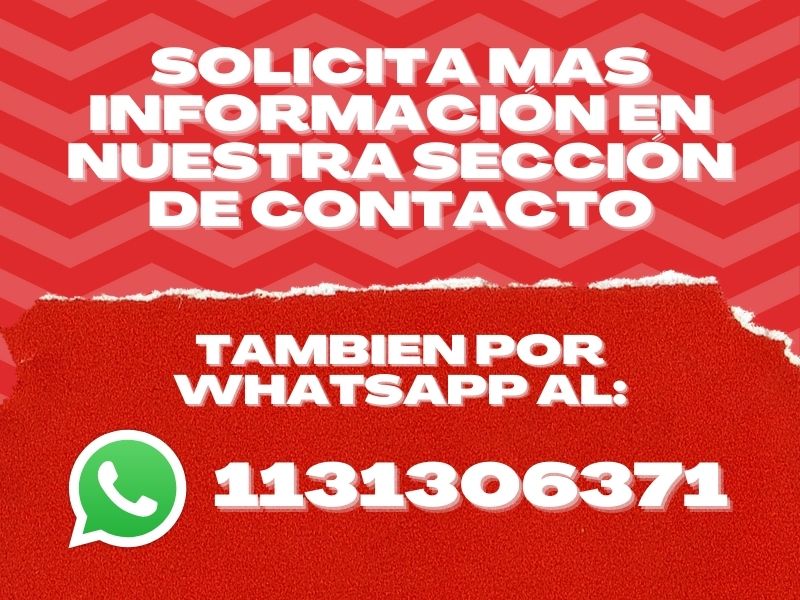 SOLICITA MAS
INFORMACIÓN EN
NUESTRA SECCIÓN
DE CONTACTO
TAMBIEN POR
WHATSAPP AL:
1131306371